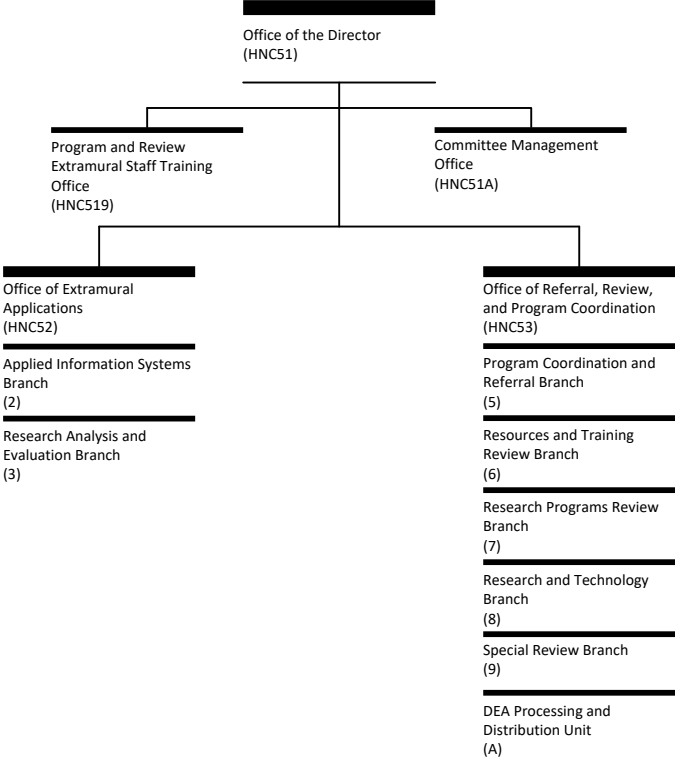 Office of the Director
(HNC51)
Program and Review
Extramural Staff Training
Office
(HNC519)
Committee Management
Office
(HNC51A)
Office of Extramural
Applications
(HNC52)
Applied Information Systems
Branch
(2)
Research Analysis and
Evaluation Branch
(3)
Office of Referral, Review,
and Program Coordination
(HNC53)
Program Coordination and
Referral Branch
(5)
Resources and Training
Review Branch
(6)
Research Programs Review
Branch
(7)
Research and Technology
Branch
(8)
Special Review Branch
(9)
DEA Processing and
Distribution Unit
(A)